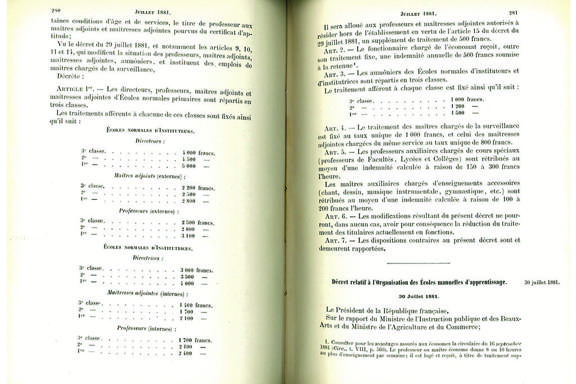 280 JUILLET 1881.
taines conditions d'âge et de services, le titre de professeur aux
maîtresses adjointes et maîtresses adjointes pourvues du certificat d'ap-
titude;
Vu le décret du 29 juillet 1881, et notamment les articles 9, 10,
11 et 14, qui modifient la situation des professeurs, maîtres adjoints,
maîtresses adjointes, aumôniers, et instituent des emplois de
maîtres chargés de la surveillance,
Décrète :
ARTICLE 1er. — Les directeurs, professeurs, maîtres adjoints et
maîtresses adjointes d'Écoles normales primaires sont répartis en
trois classes.
Les traitements afférents à chacune de ces classes sont fixés ainsi
qu'il suit :
ÉCOLES NORMALES D'INSTITUTEURS.
Directeurs :
3e classe. . . . . . . . . . 4 000 francs.
2e — . . . . . . . . . . 4 500 —
1re — . . . . . . . . . . 5 000 —
Maîtres adjoints (externes) :
3e classe. . . . . . . . . . 2 200 francs.
2e — . . . . . . . . . . 2 500 —
1re — . . . . . . . . . . 2 800 —
Professeurs (externes) :
3e classe. . . . . . . . . . 2 500 francs.
2e — . . . . . . . . . . 2 800 —
1re — . . . . . . . . . . 3 100 —
ÉCOLES NORMALES D'INSTITUTRICES.
Directrices :
3e classe. . . . . . . . . . 3 000 francs.
2e — . . . . . . . . . . 3 500 —
1re — . . . . . . . . . . 4 000 —
Maîtresses adjointes (internes) :
3e classe. . . . . . . . . . 1 400 francs.
2e — . . . . . . . . . . 1 700 —
1re — . . . . . . . . . . 2 100 —
Professeurs (internes) :
3e classe. . . . . . . . . . 1 700 francs.
2e — . . . . . . . . . .
1re — . . . . . . . . . . 2 400 —
JUILLET 1881. 281
Il sera alloué aux professeurs et maîtresses adjointes autorisés à
résider hors de l'établissement en vertu de l'article 15 du décret du
29 juillet 1881, un supplément de traitement de 500 francs.
ART. 2. — Le fonctionnaire chargé de l'économat reçoit, outre
son traitement fixe, une indemnité annuelle de 500 francs soumise
à la retenue¹.
ART. 3. — Les aumôniers des Écoles normales d'instituteurs et
d'institutrices sont répartis en trois classes.
Le traitement afférent à chaque classe est fixé ainsi qu'il suit :
3e classe. . . . . . . . . . 1 000 francs.
2e — . . . . . . . . . . 1 200 —
1re — . . . . . . . . . . 1 500 —
ART. 4. — Le traitement des maîtres chargés de la surveillance
est fixé au taux unique de 1 000 francs, et celui des maîtresses
adjointes chargées du même service au taux unique de 800 francs.
ART. 5. — Les professeurs auxiliaires chargés de cours spéciaux
(professeurs de Facultés, Lycées et Collèges) sont rétribués au
moyen d'une indemnité calculée à raison de 150 à 300 francs
l'heure.
Les maîtres auxiliaires chargés d'enseignements accessoires
(chant, dessin, musique instrumentale, gymnastique, etc.) sont
rétribués au moyen d'une indemnité calculée à raison de 100 à
200 francs l'heure.
ART. 6. — Les modifications résultant du présent décret ne pour-
ront, dans aucun cas, avoir pour conséquence la réduction du traite-
ment des titulaires actuellement en fonctions.
ART. 7. — Les dispositions contraires au présent décret sont et
demeurent rapportées.
Décret relatif à l'Organisation des Écoles manuelles d'apprentissage. 30 juillet 1881.
30 Juillet 1881.
Le Président de la République française,
Sur le rapport du Ministre de l'Instruction publique et des Beaux-
Arts et du Ministre de l'Agriculture et du Commerce;
1. Consulter pour les avantages assurés aux économes la circulaire du 16 septembre
1881 (Circ., t. VIII, p. 560). Le professeur ou maître économe donne 8 ou 10 heures
au plus d'enseignement par semaine; il est logé et reçoit, à titre de traitement sup-